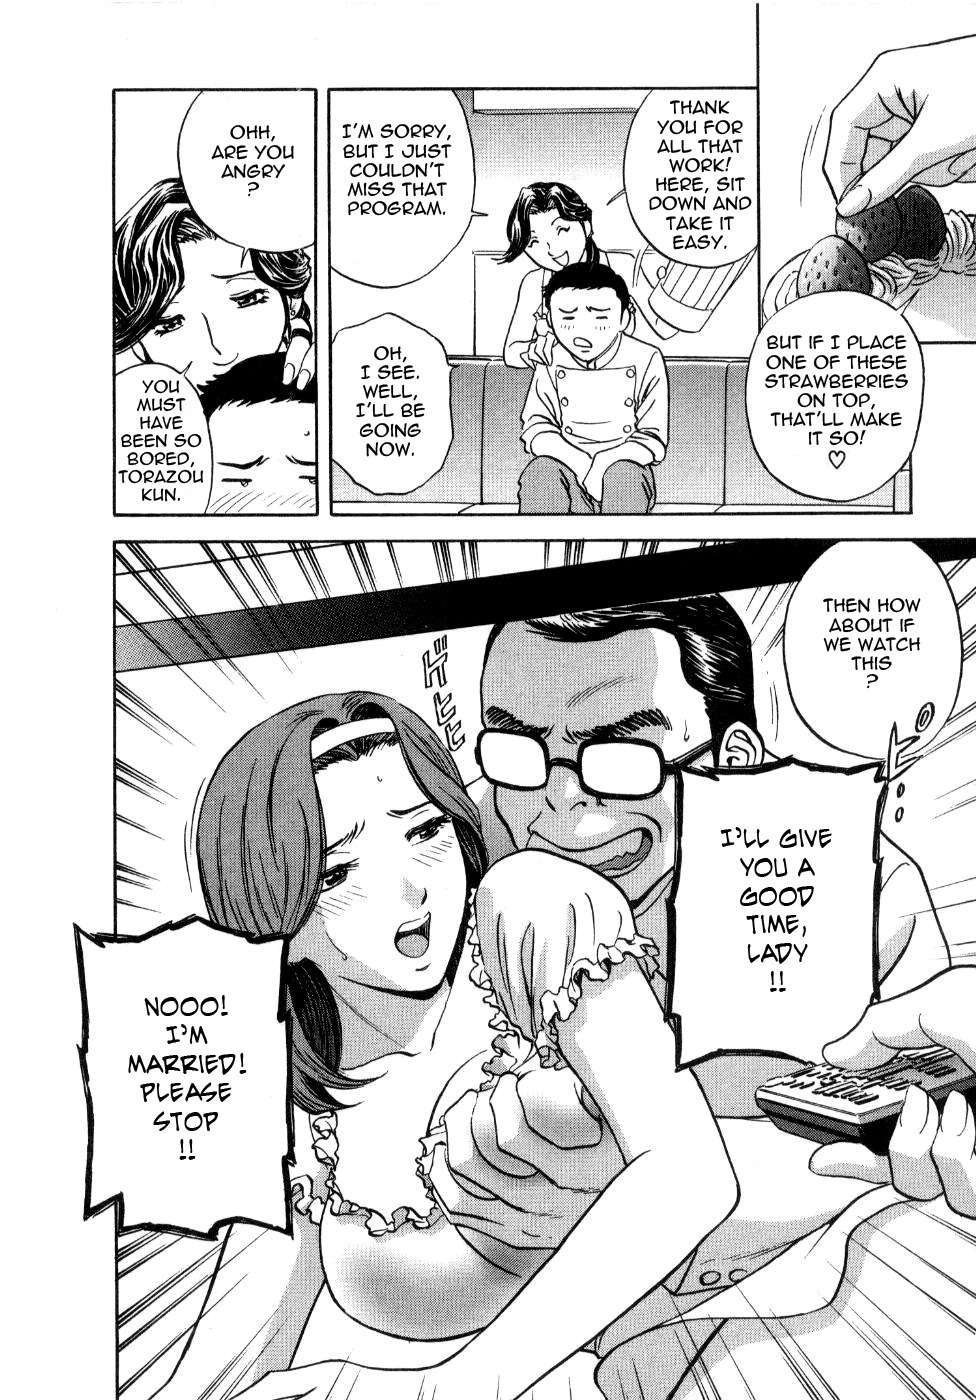 BUT IF I PLACE
ONE OF THESE
STRAWBERRIES
ON TOP,
THAT'LL MAKE
IT SO!
♡
THANK
YOU FOR
ALL THAT
WORK!
HERE, SIT
DOWN AND
TAKE IT
EASY.
I'M SORRY,
BUT I JUST
COULDN'T
MISS THAT
PROGRAM.
OH,
I SEE.
WELL,
I'LL BE
GOING
NOW.
OHH,
ARE YOU
ANGRY
?
YOU
MUST
HAVE
BEEN SO
BORED,
TORAZOU
KUN.
THEN HOW
ABOUT IF
WE WATCH
THIS
?
I'LL GIVE
YOU A
GOOD
TIME,
LADY
!!
NOOO!
I'M
MARRIED!
PLEASE
STOP
!!